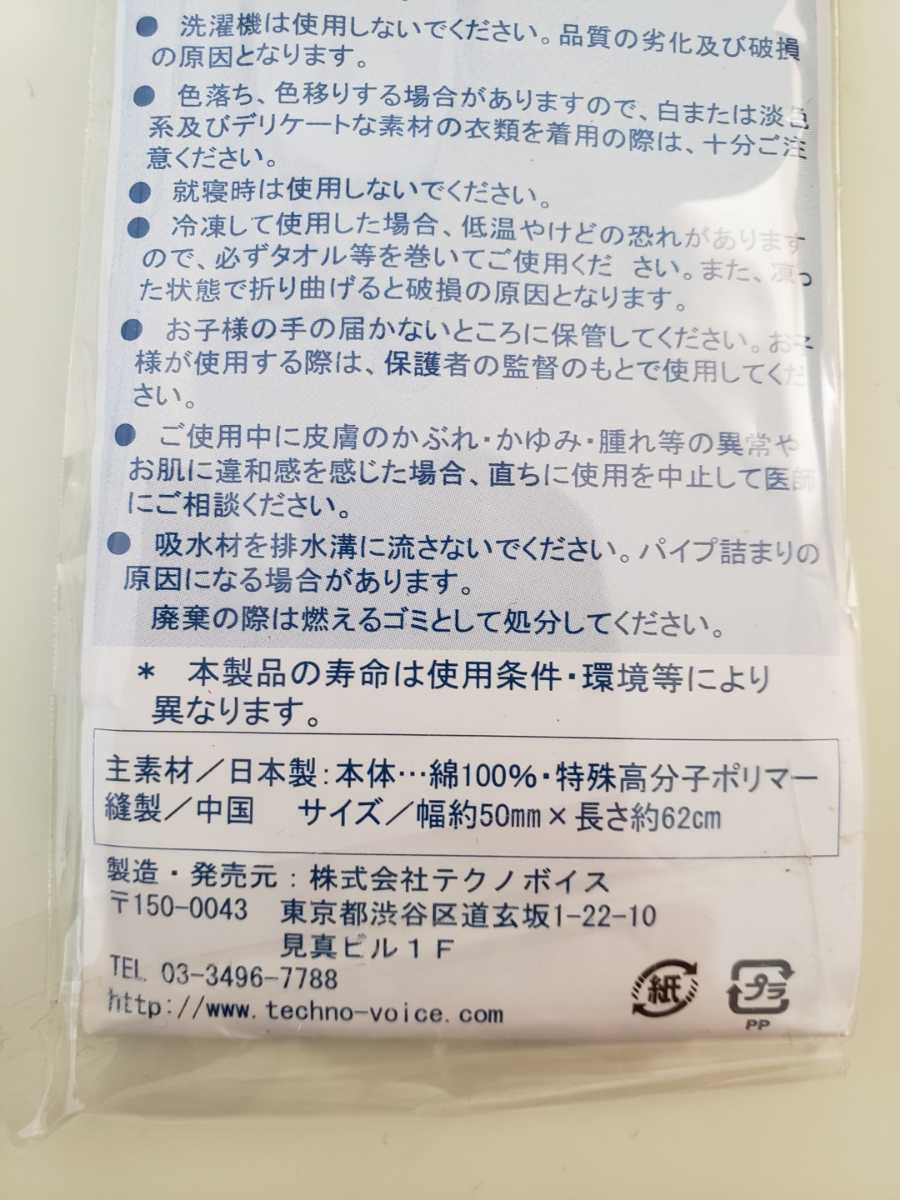 ● 洗濯機は使用しないでください。品質の劣化及び破損
の原因となります。
● 色落ち、色移りする場合がありますので、白または淡色
系及びデリケートな素材の衣類を着用の際は、十分ご注
意ください。
● 就寝時は使用しないでください。
● 冷凍して使用した場合、低温やけどの恐れがあります
ので、必ずタオル等を巻いてご使用くだ さい。また、凍っ
た状態で折り曲げると破損の原因となります。
● お子様の手の届かないところに保管してください。お子
様が使用する際は、保護者の監督のもとで使用してくだ
さい。
● ご使用中に皮膚のかぶれ・かゆみ・腫れ等の異常や
お肌に違和感を感じた場合、直ちに使用を中止して医師
にご相談ください。
● 吸水材を排水溝に流さないでください。パイプ詰まりの
原因になる場合があります。
廃棄の際は燃えるゴミとして処分してください。
* 本製品の寿命は使用条件・環境等により
異なります。
主素材／日本製：本体…綿100%・特殊高分子ポリマー
縫製／中国 サイズ／幅約50mm×長さ約62cm
製造・発売元：株式会社テクノボイス
〒150-0043 東京都渋谷区道玄坂1-22-10
見真ビル１Ｆ
TEL 03-3496-7788
http://www.techno-voice.com
紙
プラ
PP